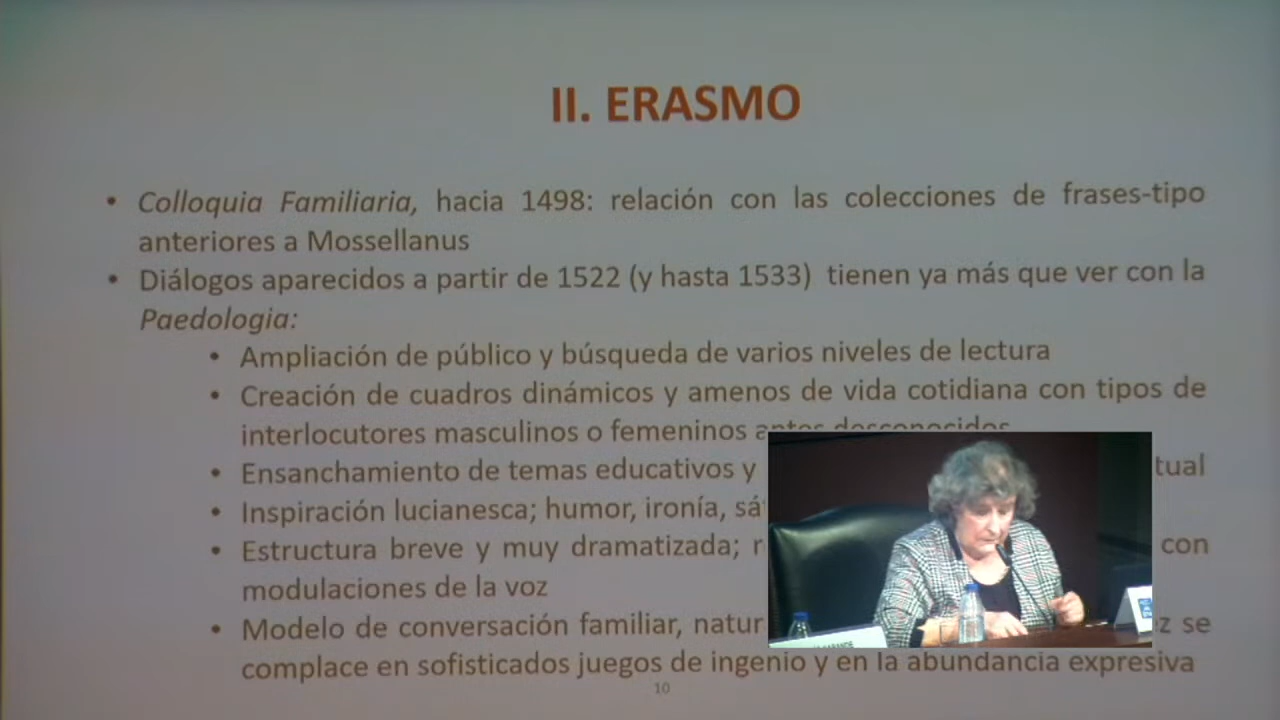 II. ERASMO
• Colloquia Familiaria, hacia 1498: relación con las colecciones de frases-tipo
anteriores a Mossellanus
• Diálogos aparecidos a partir de 1522 (y hasta 1533) tienen ya más que ver con la
Paedologia:
• Ampliación de público y búsqueda de varios niveles de lectura
• Creación de cuadros dinámicos y amenos de vida cotidiana con tipos de
interlocutores masculinos o femeninos antes desconocidos
• Ensanchamiento de temas educativos y
• Inspiración lucianesca; humor, ironía,
• Estructura breve y muy dramatizada; con
modulaciones de la voz
• Modelo de conversación familiar, se
complace en sofisticados juegos de ingenio y en la abundancia expresiva
10